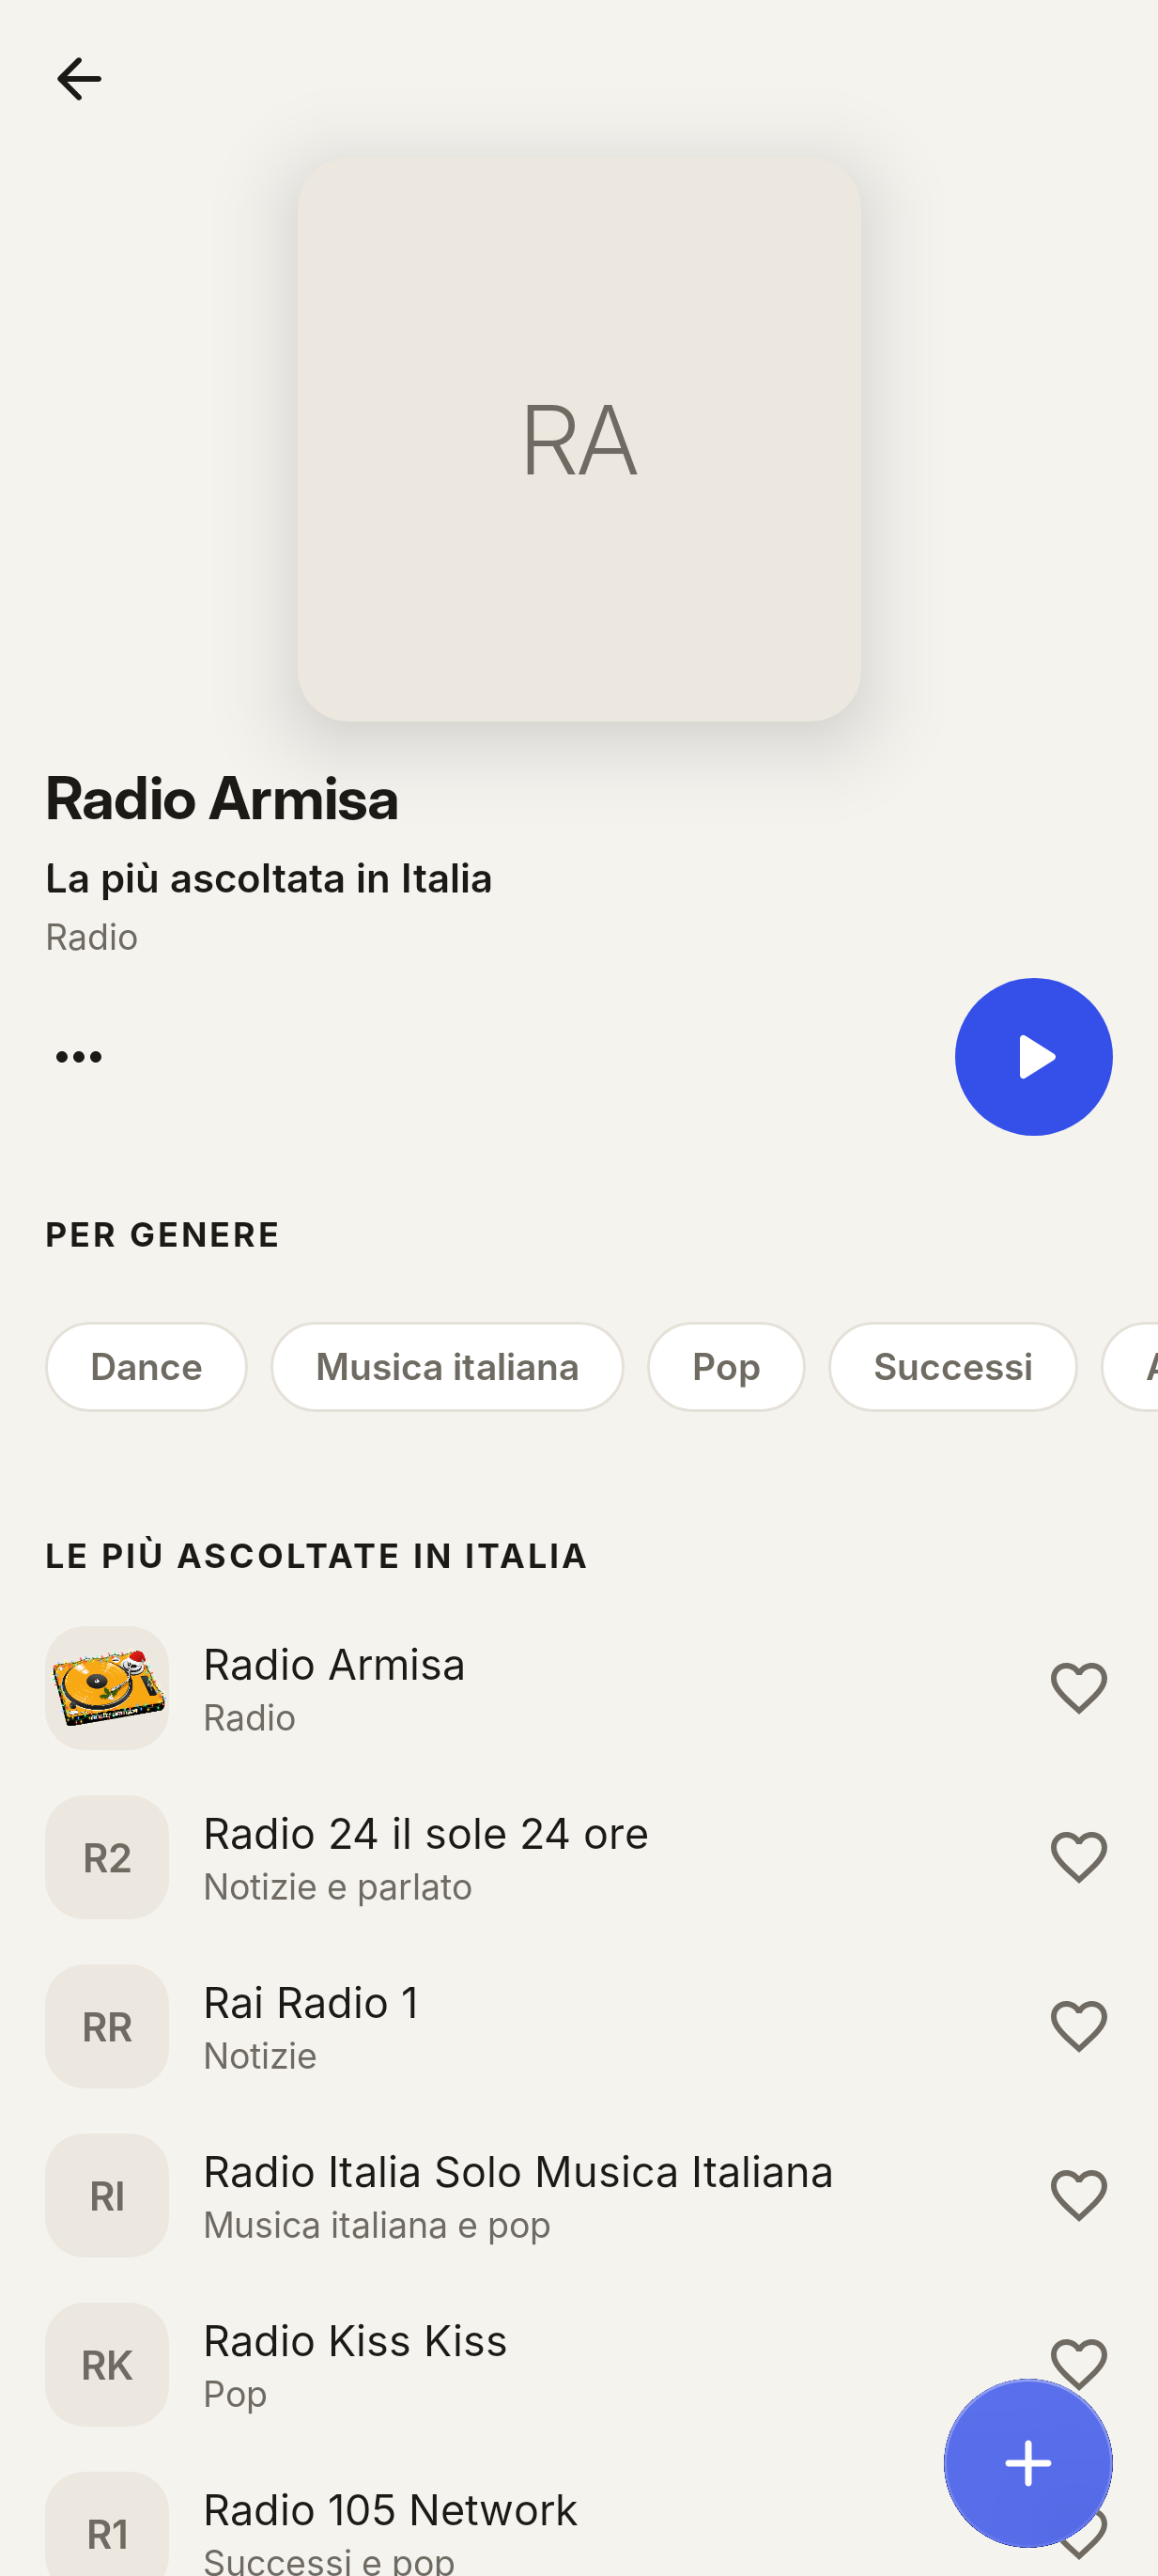 RA
Radio Armisa
La più ascoltata in Italia
Radio
PER GENERE
Dance
Musica italiana
Pop
Successi
LE PIÙ ASCOLTATE IN ITALIA
Radio Armisa
Radio
R2
Radio 24 il sole 24 ore
Notizie e parlato
RR
Rai Radio 1
Notizie
RI
Radio Italia Solo Musica Italiana
Musica italiana e pop
RK
Radio Kiss Kiss
Pop
R1
Radio 105 Network
Successi e pop